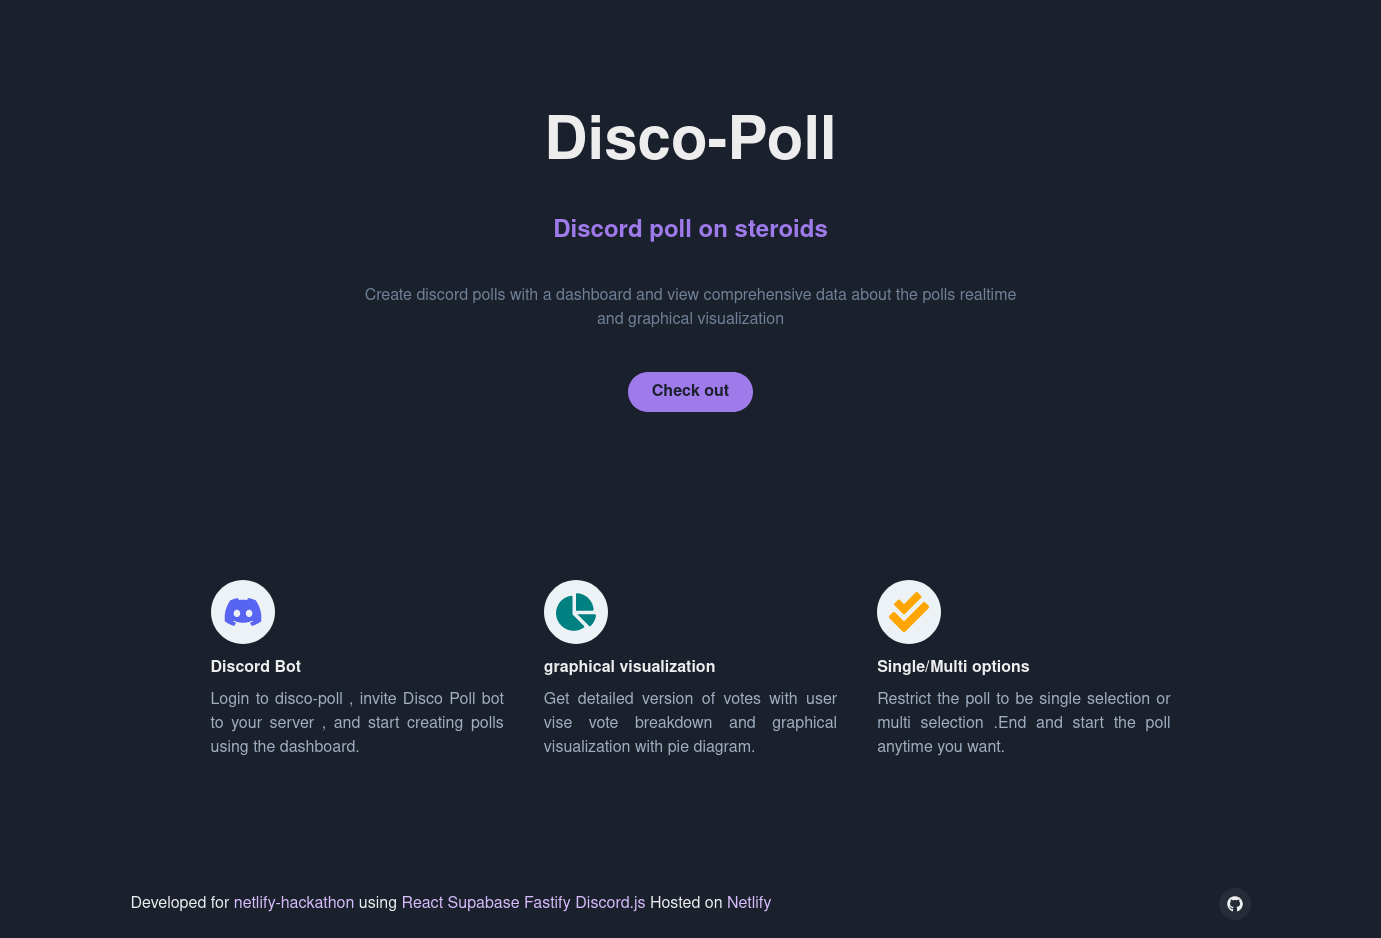 Disco-Poll
Discord poll on steroids
Create discord polls with a dashboard and view comprehensive data about the polls realtime
and graphical visualization
Check out
Discord Bot
Login to disco-poll , invite Disco Poll bot
to your server , and start creating polls
using the dashboard.
graphical visualization
Get detailed version of votes with user
vise vote breakdown and graphical
visualization with pie diagram.
Single/Multi options
Restrict the poll to be single selection or
multi selection .End and start the poll
anytime you want.
Developed for netlify-hackathon using React Supabase Fastify Discord.js Hosted on Netlify